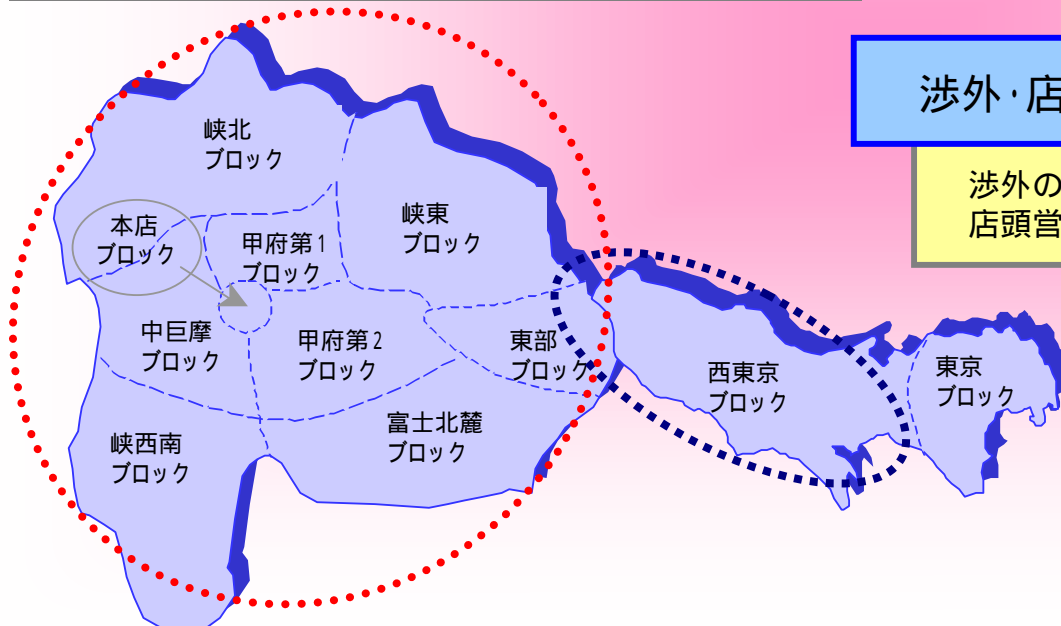 渉外・店
渉外の
店頭営
峡北
ブロック
峡東
ブロック
本店
ブロック
甲府第1
ブロック
中巨摩
ブロック
甲府第2
ブロック
東部
ブロック
西東京
ブロック
東京
ブロック
富士北麓
ブロック
峡西南
ブロック